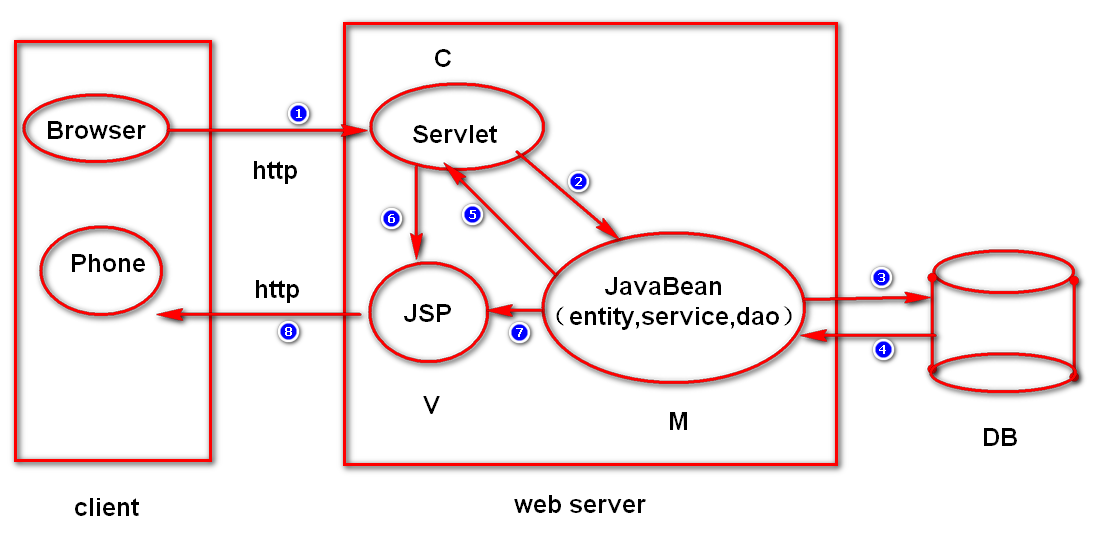 C
Browser
①
Servlet
http
②
⑥
⑤
Phone
http
JSP
JavaBean
（entity,service,dao）
③
⑧
⑦
④
V
M
DB
client
web server